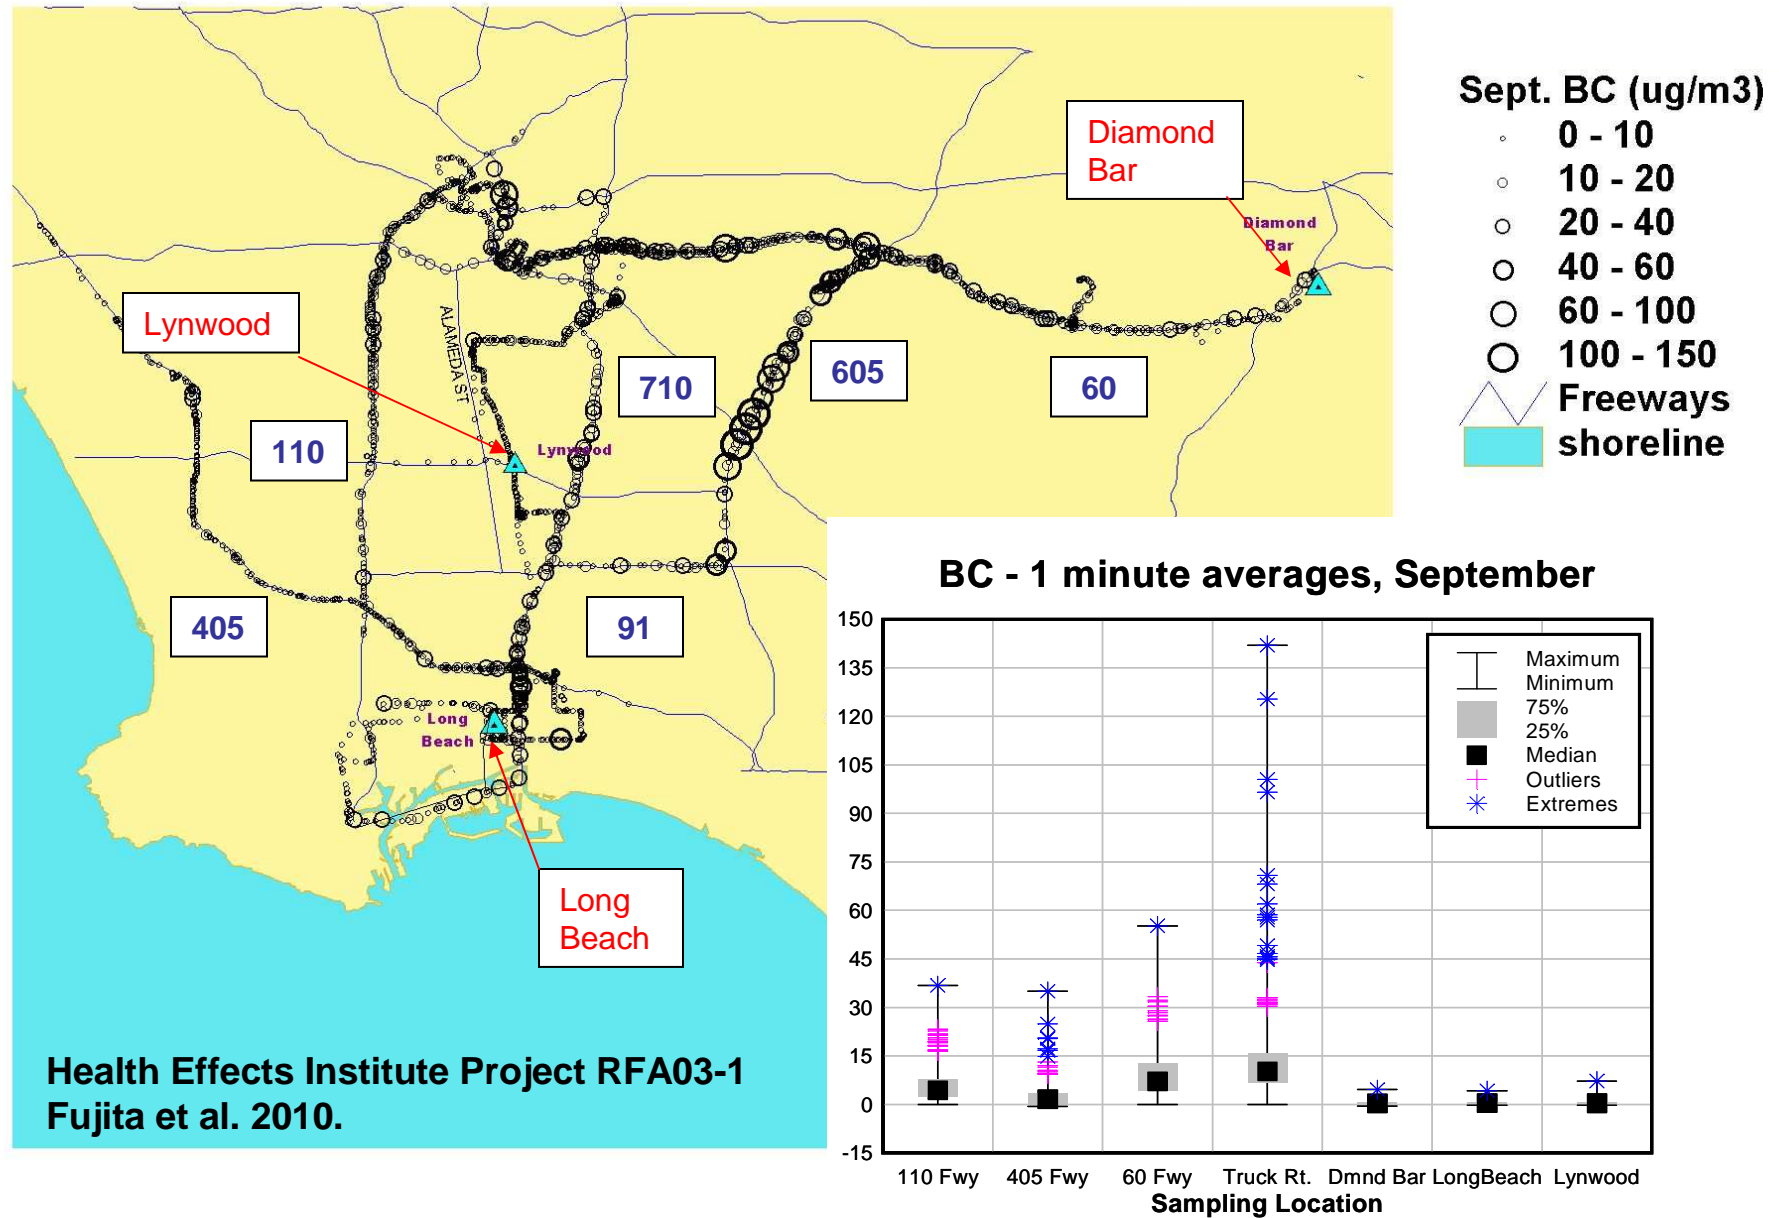 Diamond
Bar
Diamond
Bar
Lynwood
ALAMEDA ST
710
605
60
110
Lynwood
405
91
Long
Beach
Long
Beach
Health Effects Institute Project RFA03-1
Fujita et al. 2010.
Sept. BC (ug/m3)
0 - 10
10 - 20
20 - 40
40 - 60
60 - 100
100 - 150
Freeways
shoreline
BC - 1 minute averages, September
150
135
120
105
90
75
60
45
30
15
0
-15
Maximum
Minimum
75%
25%
Median
Outliers
Extremes
110 Fwy 405 Fwy 60 Fwy Truck Rt. Dmnd Bar LongBeach Lynwood
Sampling Location